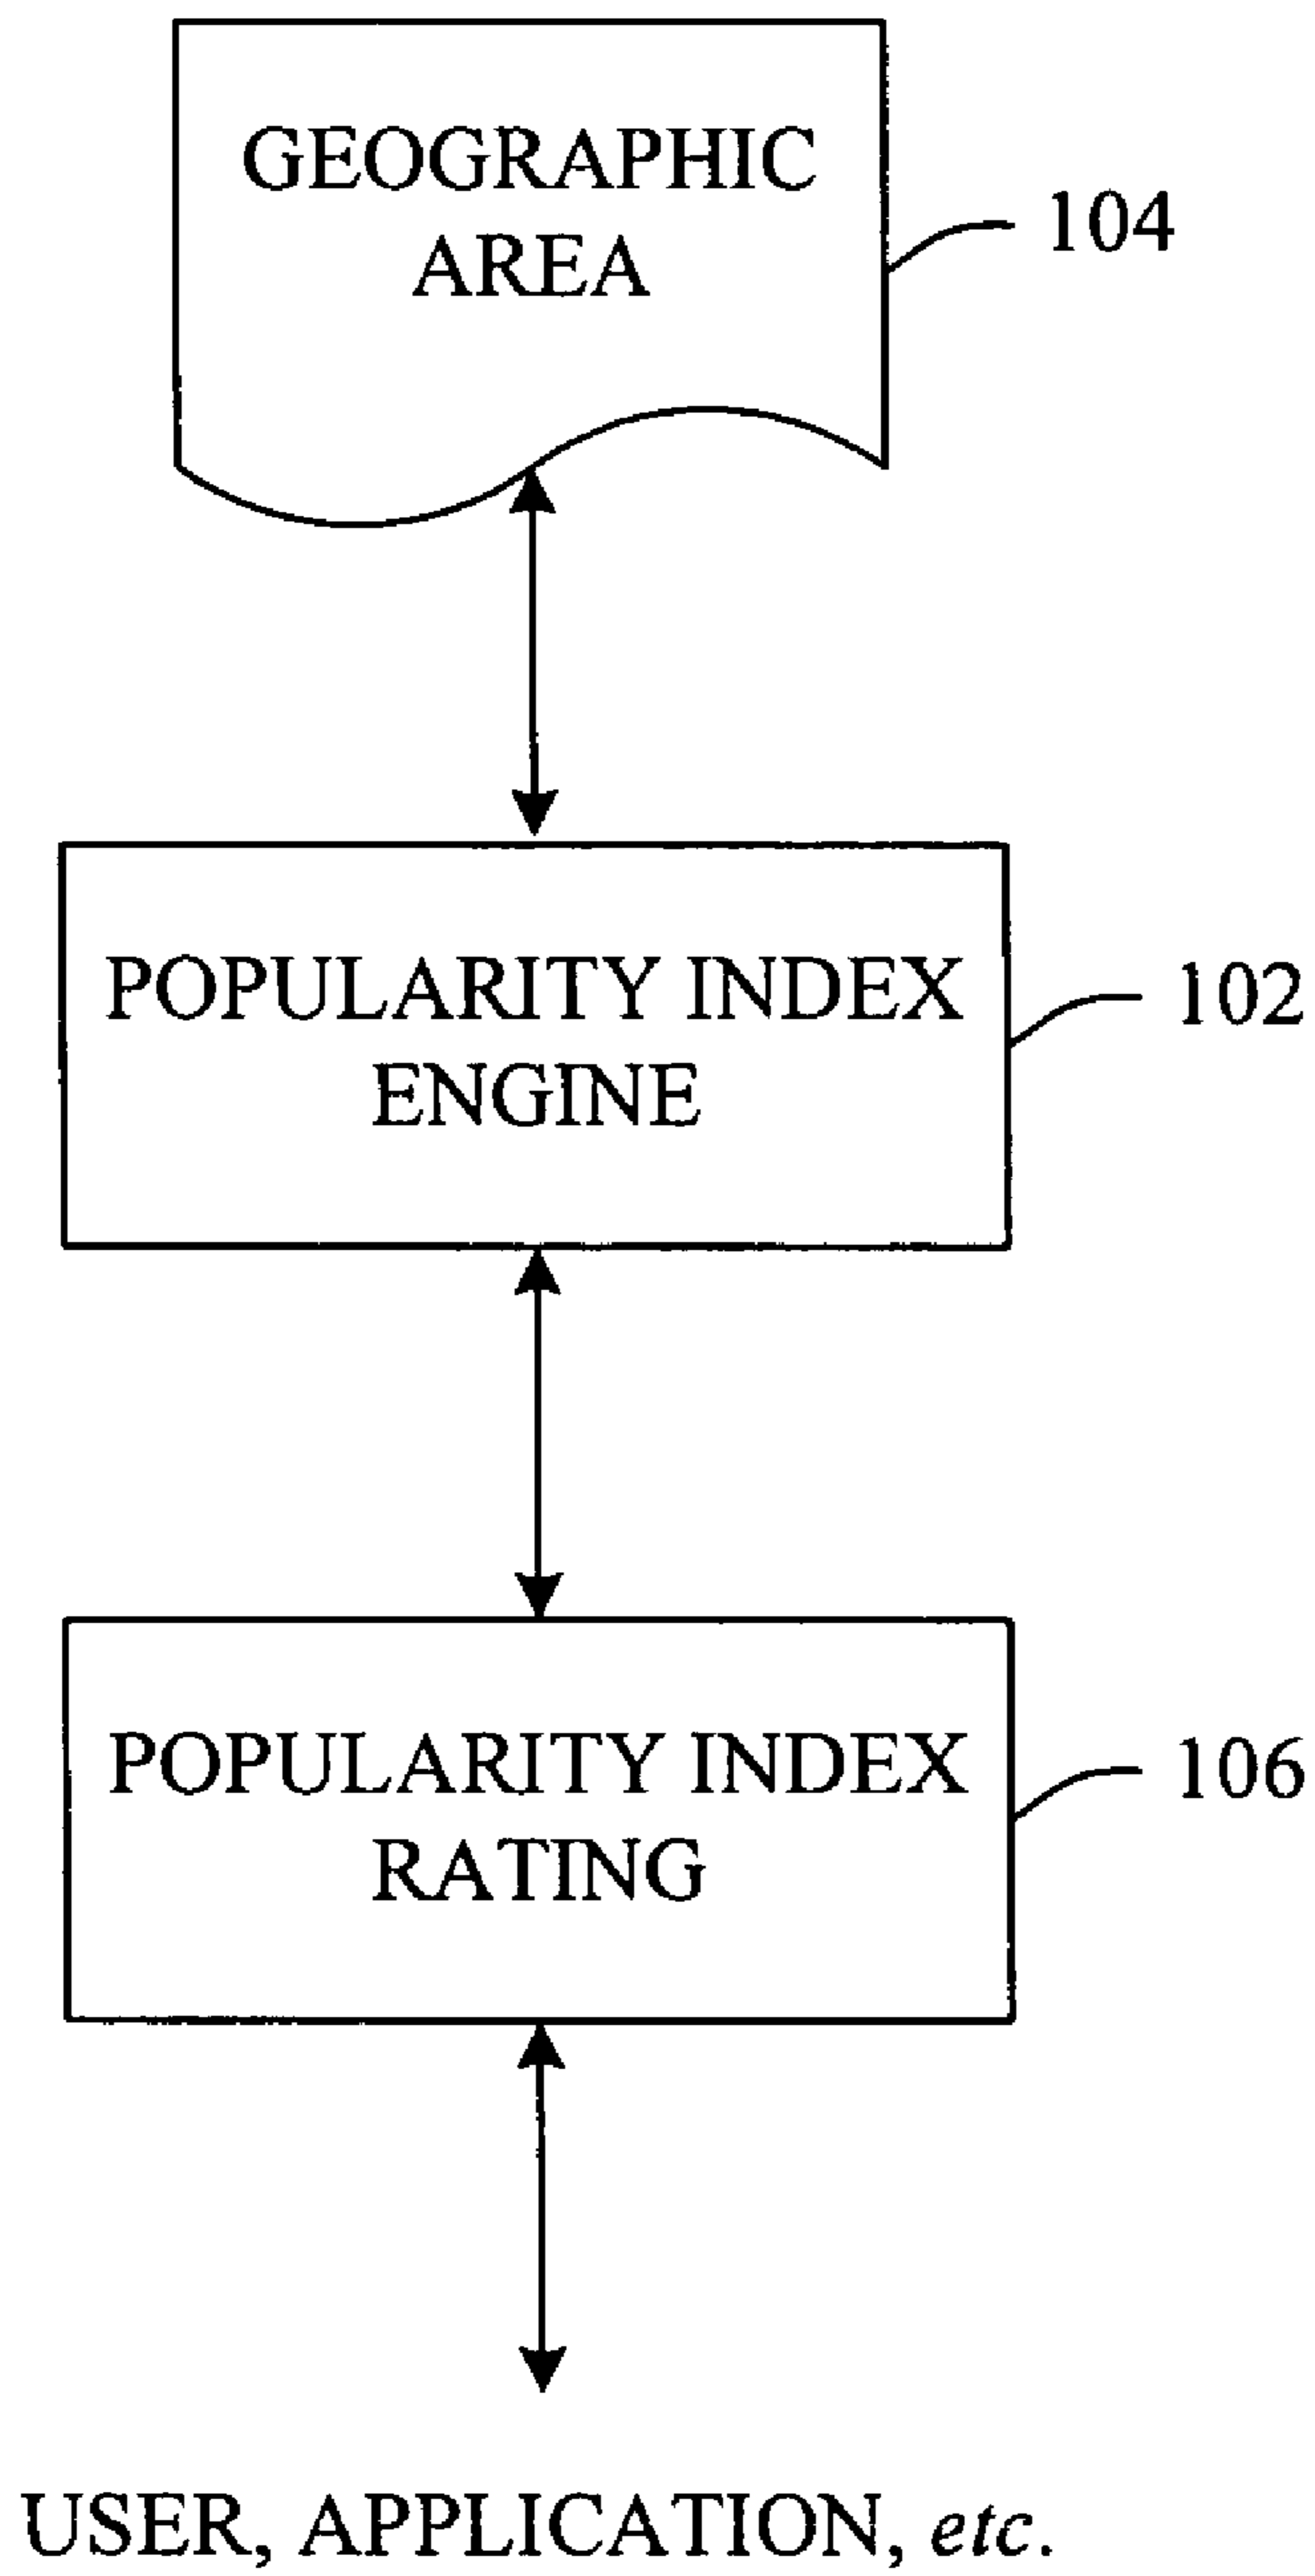 GEOGRAPHIC
AREA
104
POPULARITY INDEX
ENGINE
102
POPULARITY INDEX
RATING
106
USER, APPLICATION, etc.